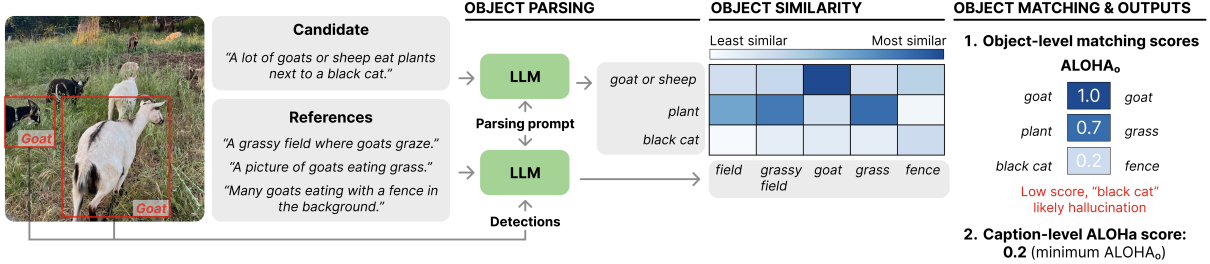 OBJECT PARSING
OBJECT SIMILARITY
OBJECT MATCHING & OUTPUTS
Candidate
“A lot of goats or sheep eat plants
next to a black cat.”
References
“A grassy field where goats graze.”
“A picture of goats eating grass.”
“Many goats eating with a fence in
the background.”
Goat
Goat
LLM
Parsing prompt
LLM
Detections
Least similar
Most similar
goat or sheep
plant
black cat
field
grassy
field
goat
grass
fence
1. Object-level matching scores
ALOHAₒ
goat 1.0 goat
plant 0.7 grass
black cat 0.2 fence
Low score, “black cat”
likely hallucination
2. Caption-level ALOHa score:
0.2 (minimum ALOHAₒ)